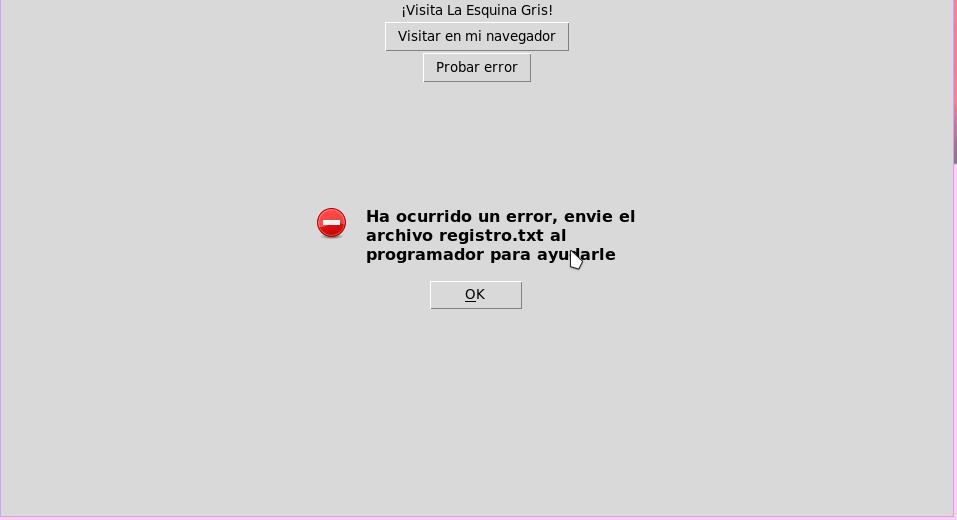 ¡Visita La Esquina Gris!
Visitar en mi navegador
Probar error
Ha ocurrido un error, envie el
archivo registro.txt al
programador para ayudarle
OK